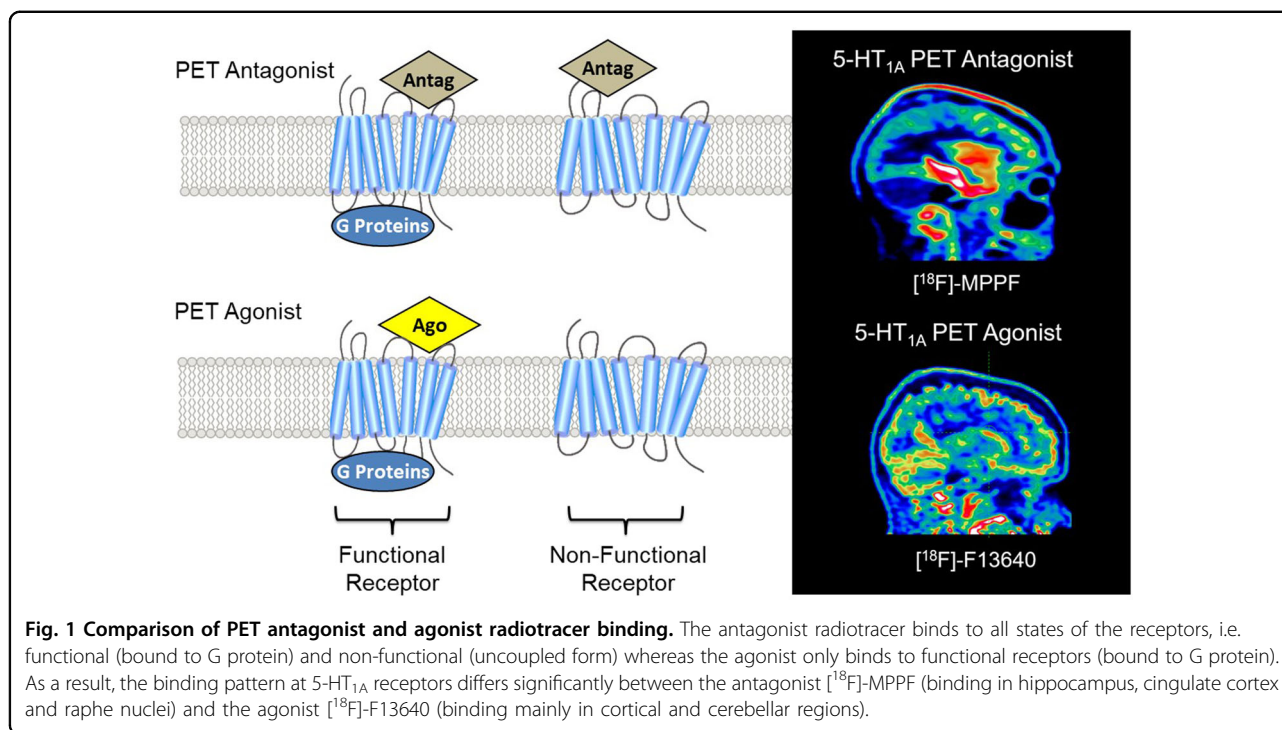 PET Antagonist
Antag
Antag
G Proteins
PET Agonist
Ago
G Proteins
Functional
Receptor
Non-Functional
Receptor
5-HT1A PET Antagonist
[18F]-MPPF
5-HT1A PET Agonist
[18F]-F13640
Fig. 1 Comparison of PET antagonist and agonist radiotracer binding. The antagonist radiotracer binds to all states of the receptors, i.e.
functional (bound to G protein) and non-functional (uncoupled form) whereas the agonist only binds to functional receptors (bound to G protein).
As a result, the binding pattern at 5-HT1A receptors differs significantly between the antagonist [18F]-MPPF (binding in hippocampus, cingulate cortex
and raphe nuclei) and the agonist [18F]-F13640 (binding mainly in cortical and cerebellar regions).